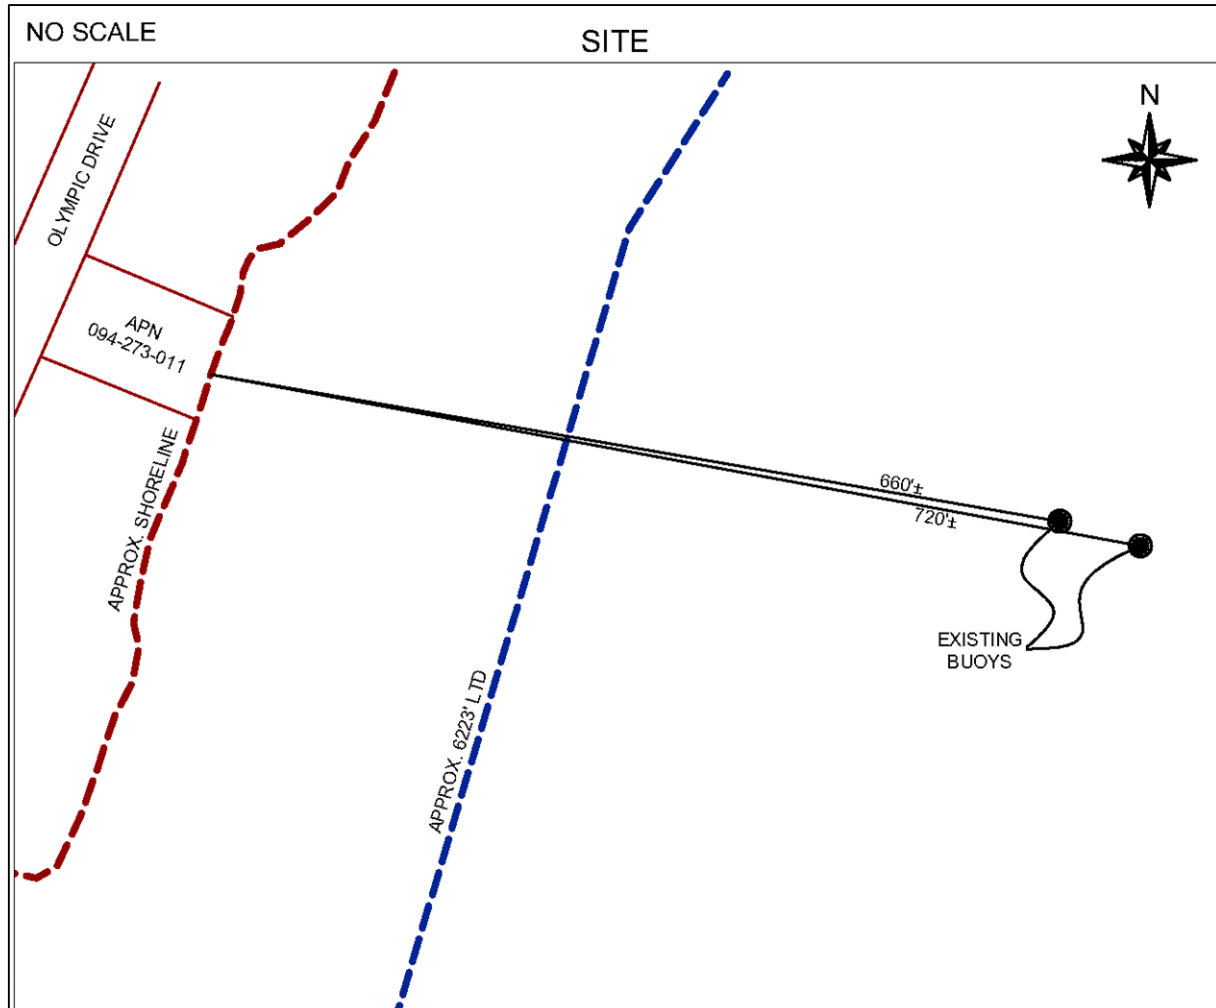 NO SCALE
SITE
N
OLYMPIC DRIVE
APN
094-273-011
APPROX. SHORELINE
660'±
720'±
EXISTING
BUOYS
APPROX. 6223' LTD